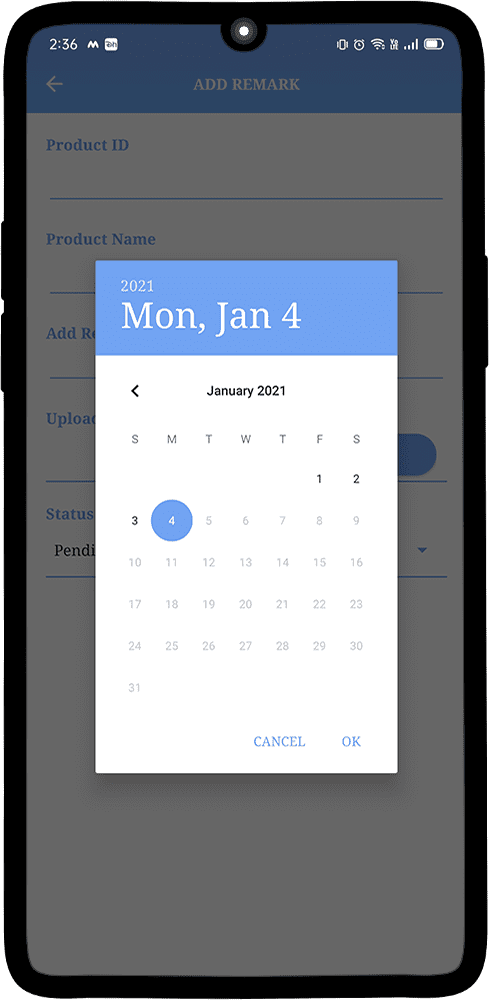 2:36
ADD REMARK
Product ID
Product Name
Add Re
Upload
Status
Pendi
2021
Mon, Jan 4
January 2021
S M T W T F S
1 2
3 4 5 6 7 8 9
10 11 12 13 14 15 16
17 18 19 20 21 22 23
24 25 26 27 28 29 30
31
CANCEL OK